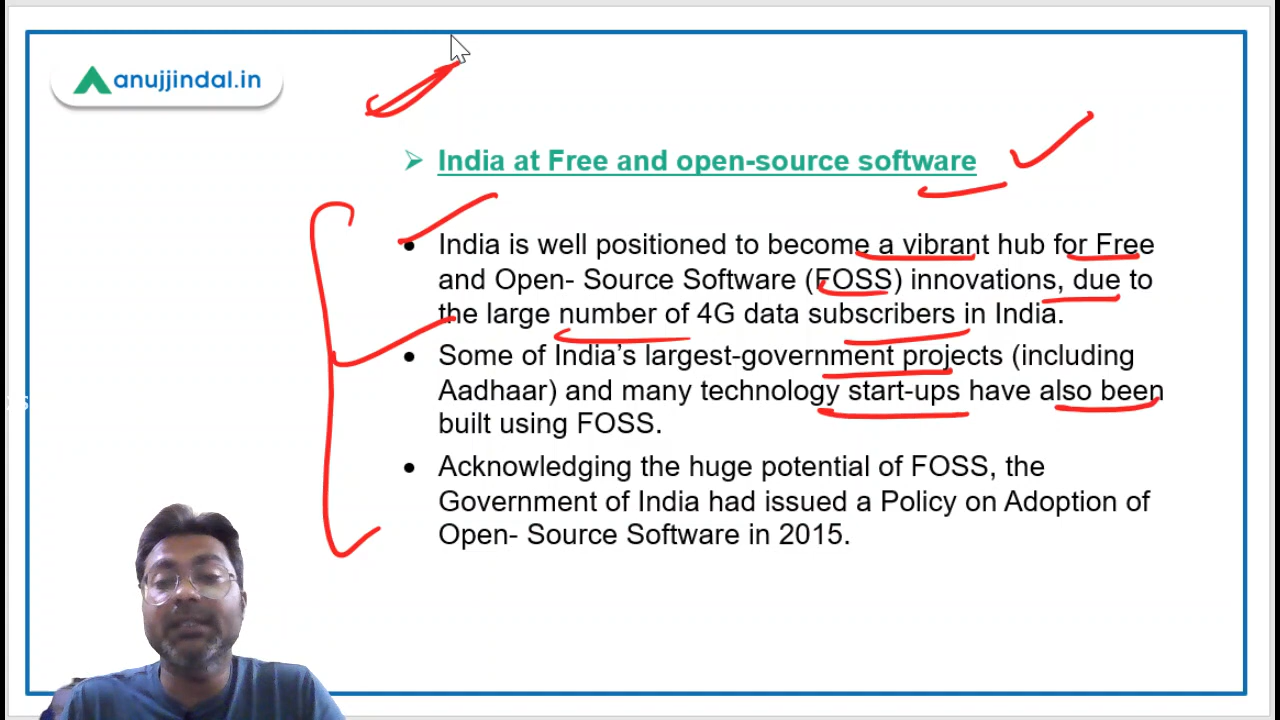 anujjindal.in
India at Free and open-source software
India is well positioned to become a vibrant hub for Free
and Open- Source Software (FOSS) innovations, due to
the large number of 4G data subscribers in India.
Some of India’s largest-government projects (including
Aadhaar) and many technology start-ups have also been
built using FOSS.
Acknowledging the huge potential of FOSS, the
Government of India had issued a Policy on Adoption of
Open- Source Software in 2015.